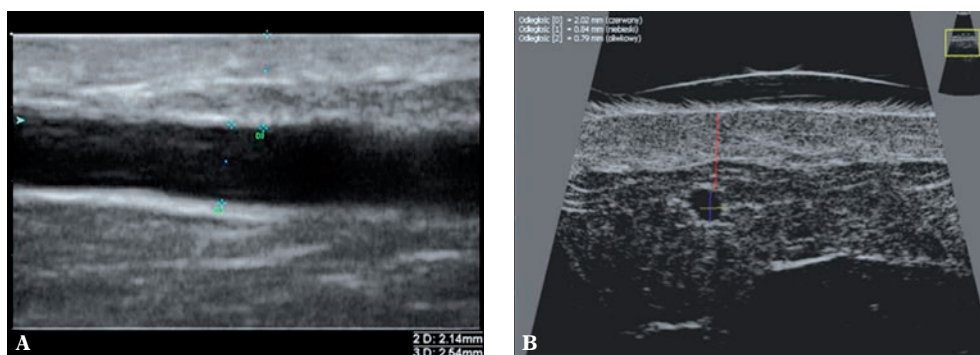 A
2 D: 2.14mm
3 D: 2.54mm
Odległość [0] = 2.02 mm (czerwony)
Odległość [1] = 0.84 mm (niebieski)
Odległość [2] = 0.79 mm (oliwkowy)
B